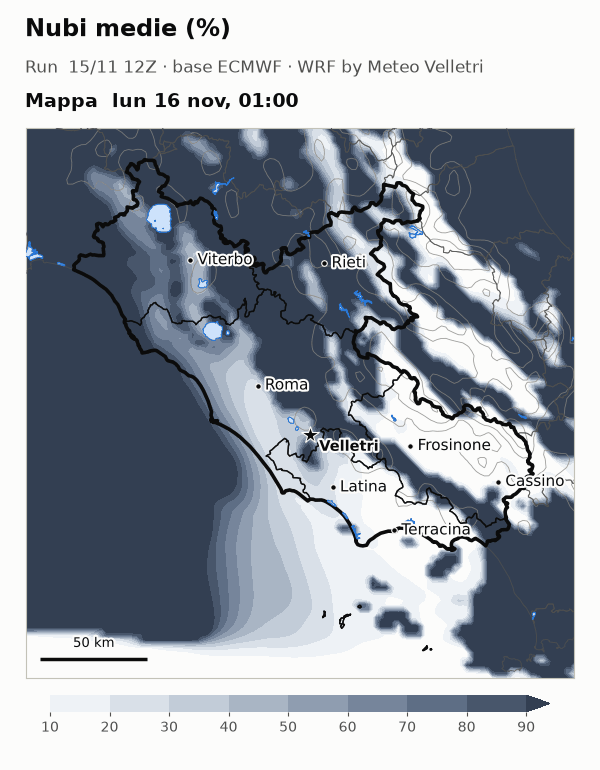 Nubi medie (%)
Run 15/11 12Z · base ECMWF · WRF by Meteo Velletri
Mappa lun 16 nov, 01:00
Viterbo
Rieti
Roma
Velletri
Frosinone
Cassino
Latina
Terracina
50 km
10 20 30 40 50 60 70 80 90